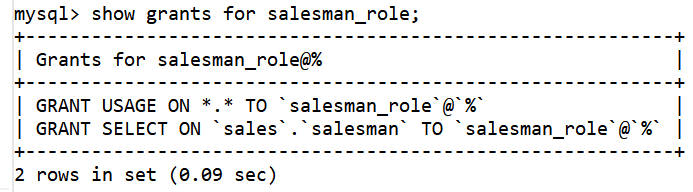 mysql> show grants for salesman_role;
+-----------------------------------------------------------+
| Grants for salesman_role@%                                |
+-----------------------------------------------------------+
| GRANT USAGE ON *.* TO `salesman_role`@`%`                 |
| GRANT SELECT ON `sales`.`salesman` TO `salesman_role`@`%` |
+-----------------------------------------------------------+
2 rows in set (0.09 sec)